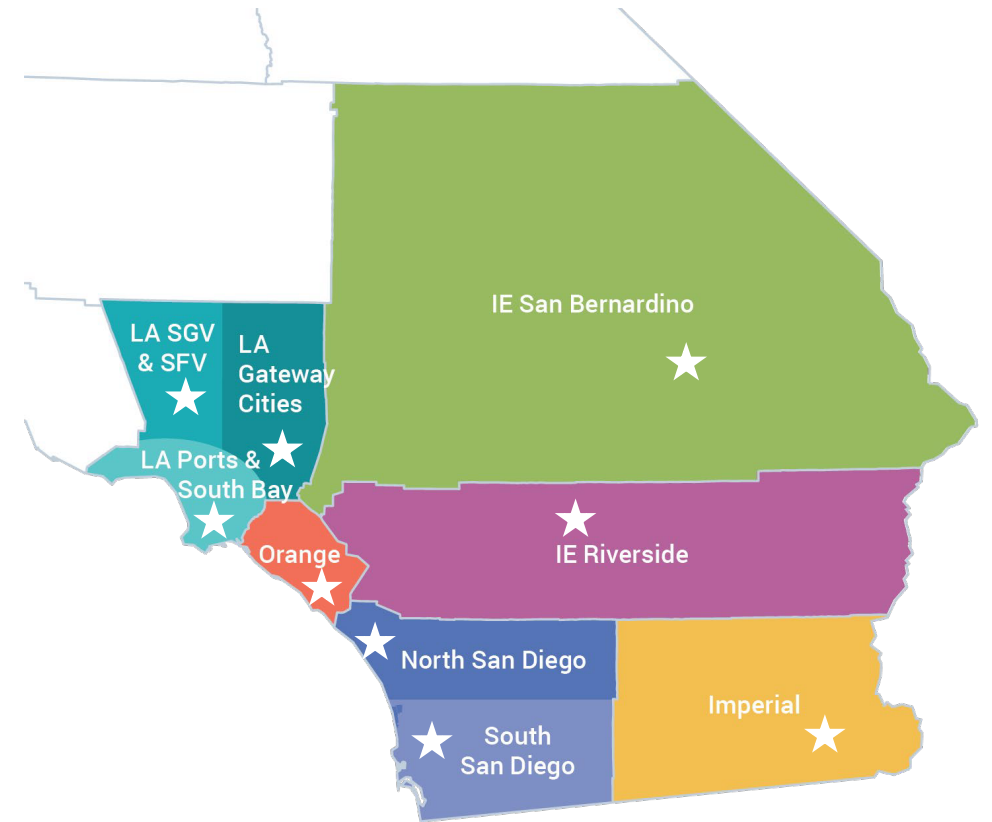 IE San Bernardino
LA SGV
& SFV
LA
Gateway
Cities
LA Ports &
South Bay
Orange
IE Riverside
North San Diego
Imperial
South
San Diego